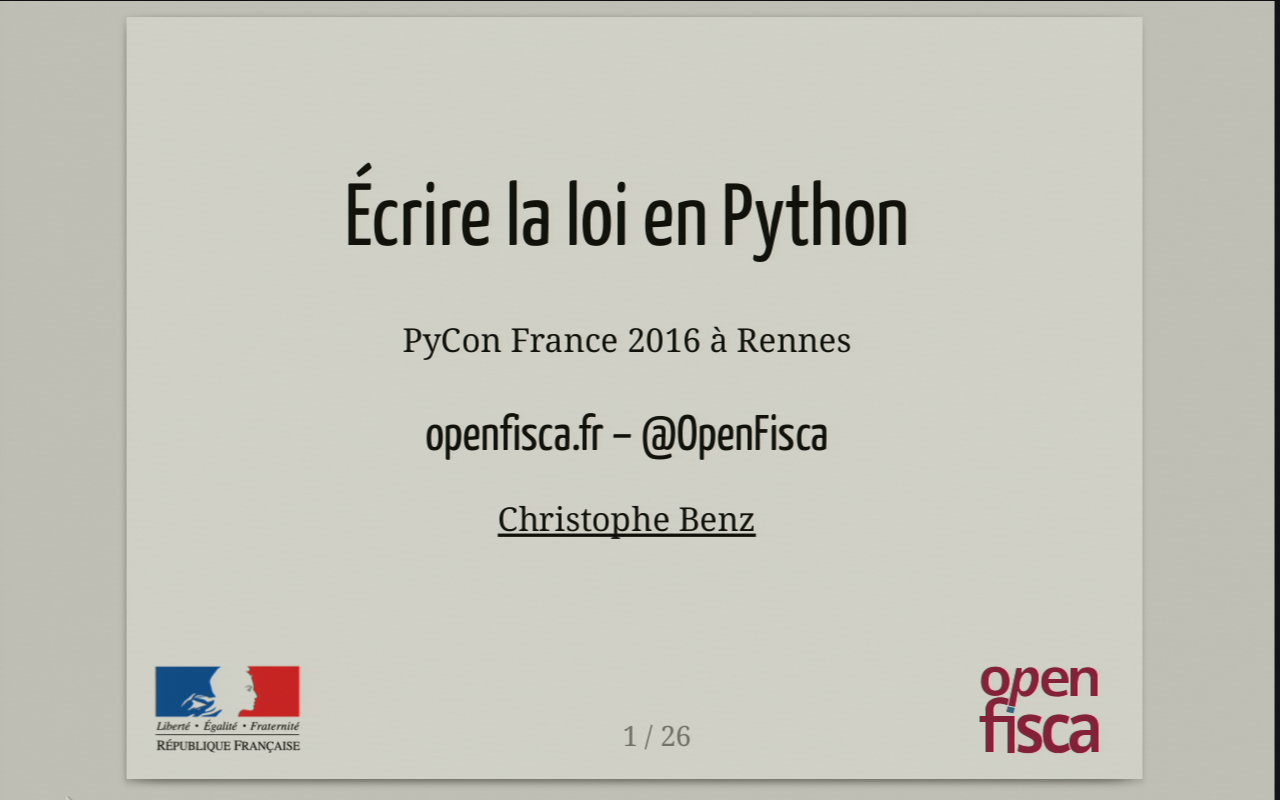 Écrire la loi en Python
PyCon France 2016 à Rennes
openfisca.fr – @OpenFisca
Christophe Benz
Liberté • Égalité • Fraternité
RÉPUBLIQUE FRANÇAISE
1 / 26
open
fisca